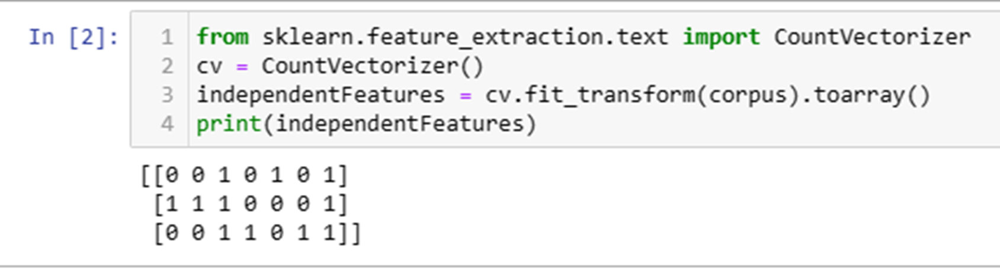 In [2]:
1 from sklearn.feature_extraction.text import CountVectorizer
2 cv = CountVectorizer()
3 independentFeatures = cv.fit_transform(corpus).toarray()
4 print(independentFeatures)
[[0 0 1 0 1 0 1]
[1 1 1 0 0 0 1]
[0 0 1 1 0 1 1]]